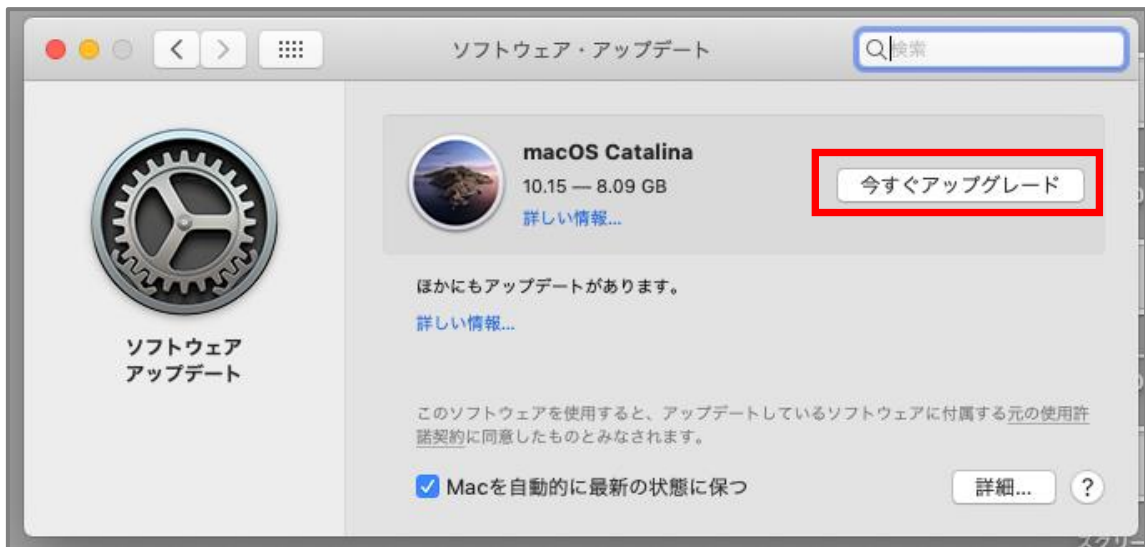 ソフトウェア・アップデート
検索
macOS Catalina
10.15 — 8.09 GB
今すぐアップグレード
詳しい情報...
ほかにもアップデートがあります。
詳しい情報...
ソフトウェア
アップデート
このソフトウェアを使用すると、アップデートしているソフトウェアに付属する元の使用許
諾契約に同意したものとみなされます。
Macを自動的に最新の状態に保つ
詳細...
?